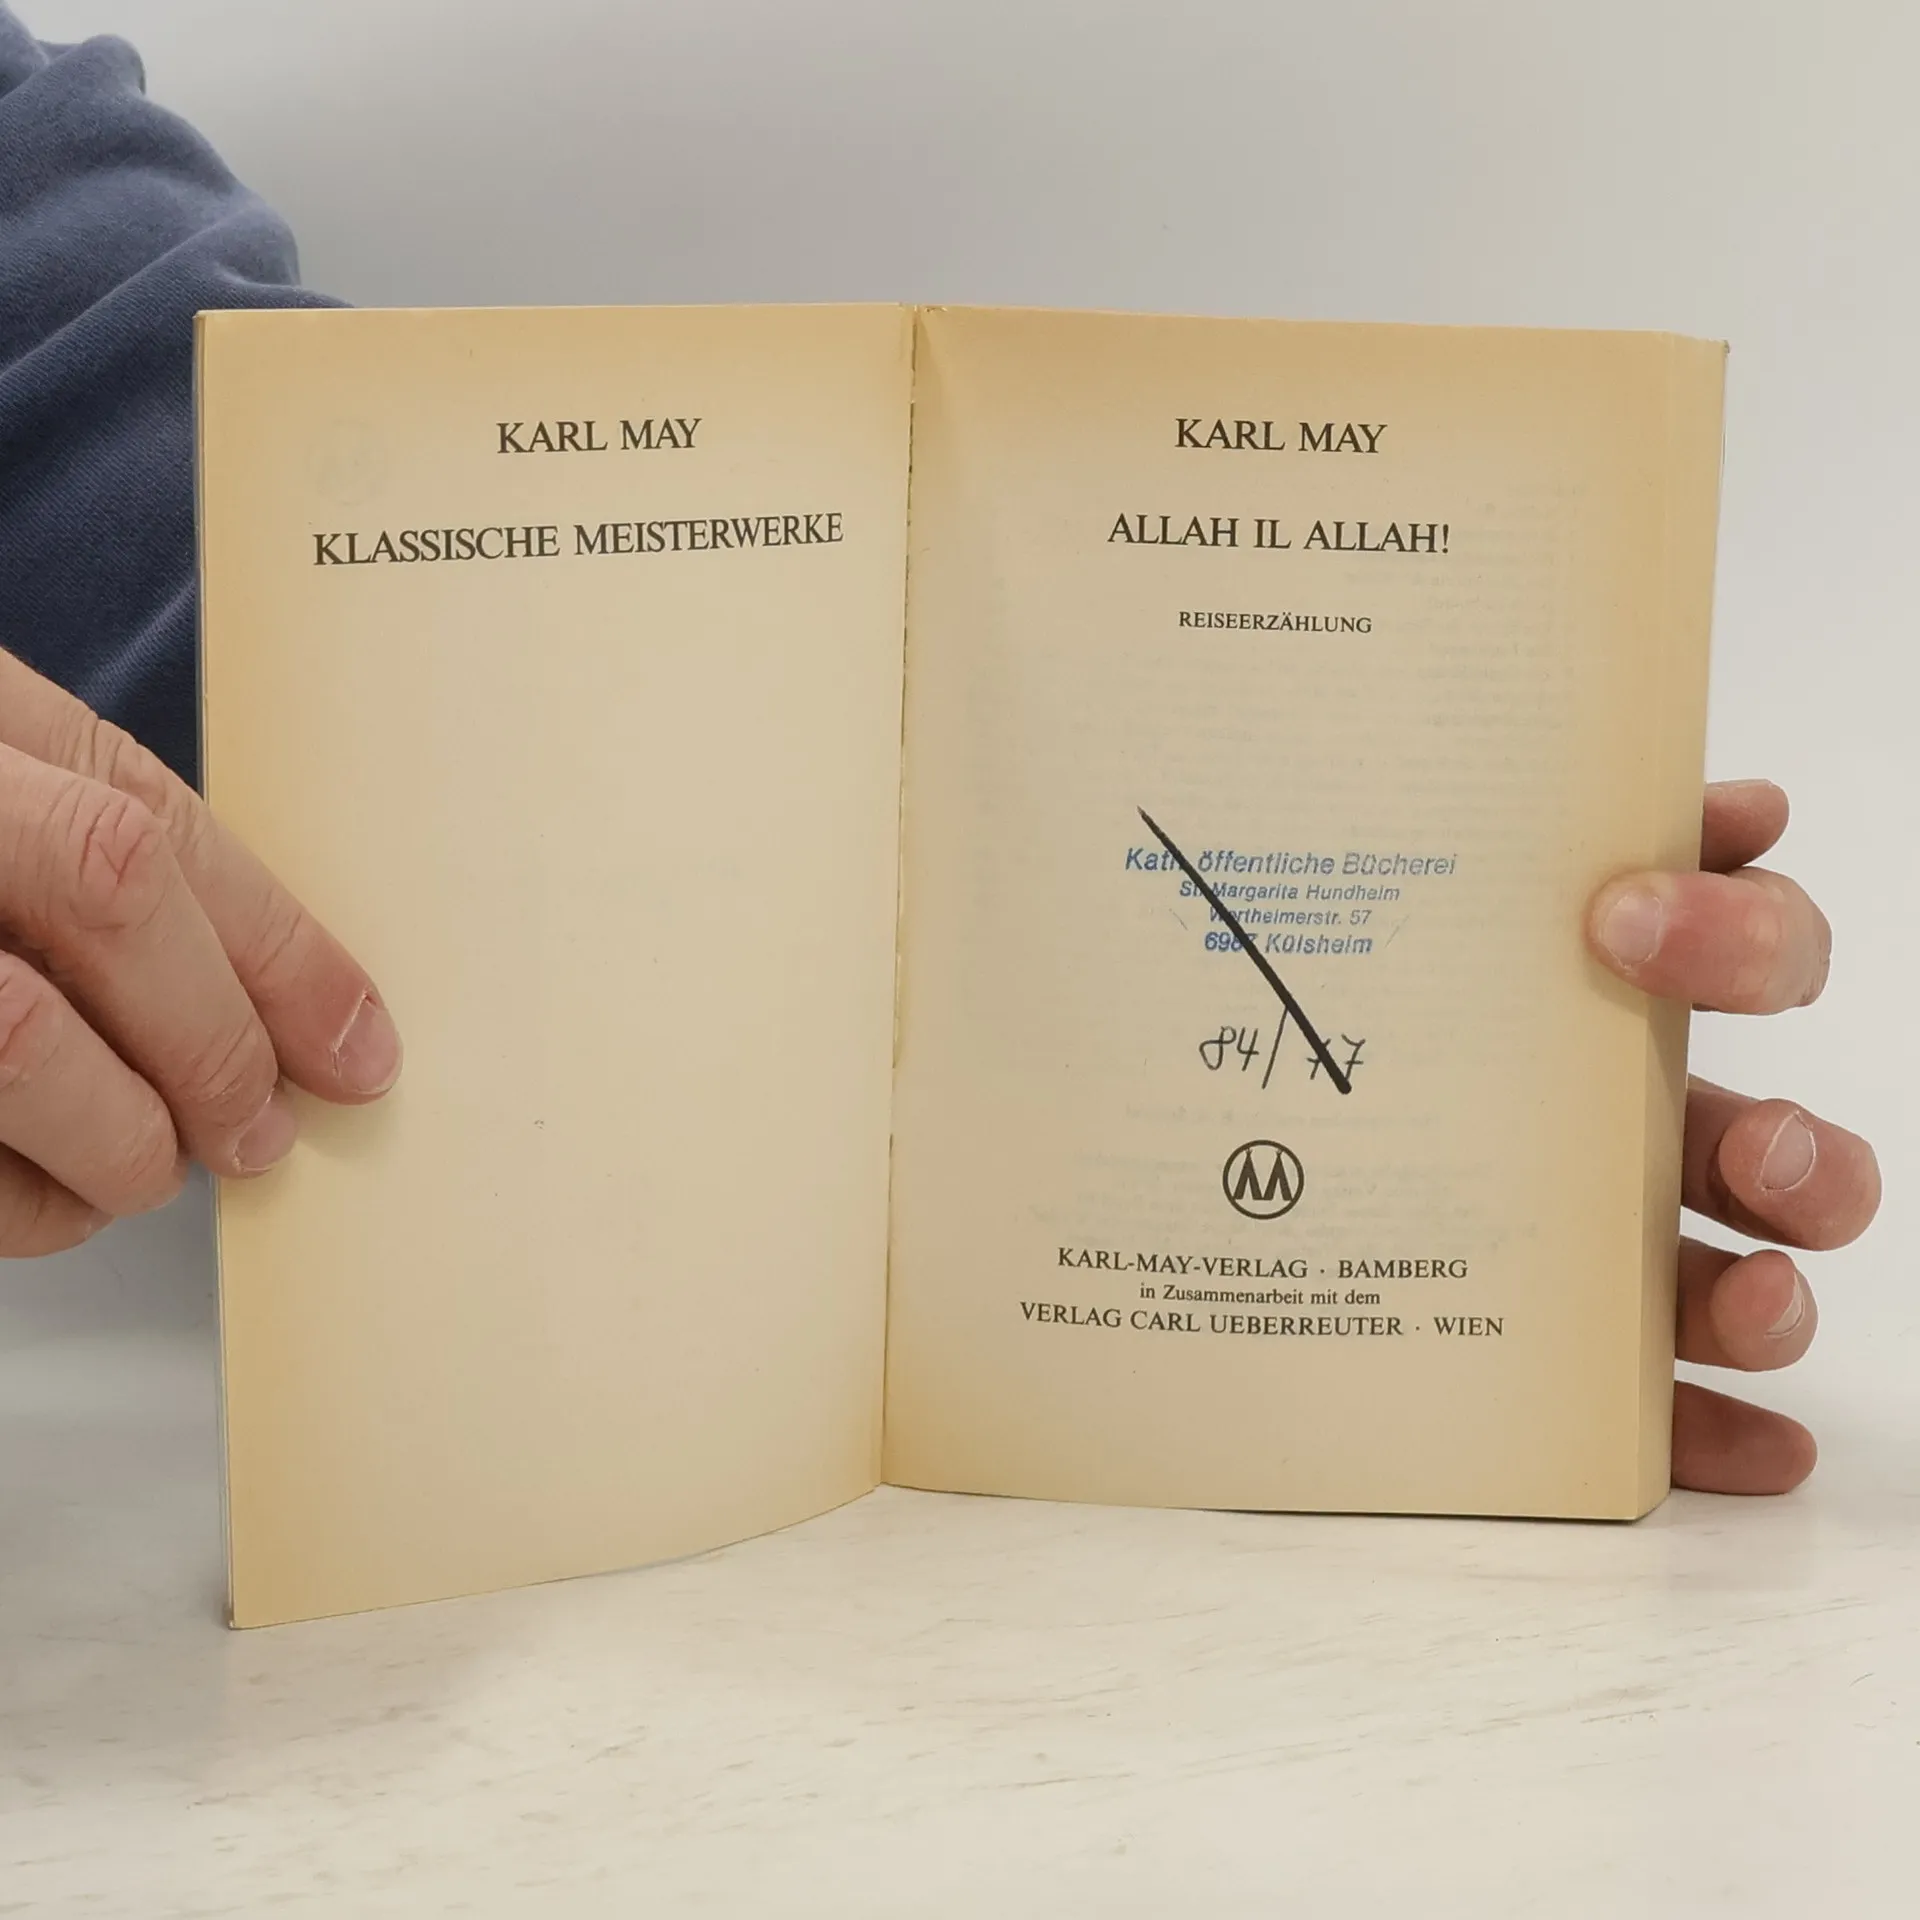 KARL MAY
KLASSISCHE MEISTERWERKE
KARL MAY
ALLAH IL ALLAH!
REISEERZÄHLUNG
Kath. öffentliche Bücherei
St. Margarita Hundheim
Wertheimerstr. 57
6987 Külsheim
84/77
KARL-MAY-VERLAG · BAMBERG
in Zusammenarbeit mit dem
VERLAG CARL UEBERREUTER · WIEN